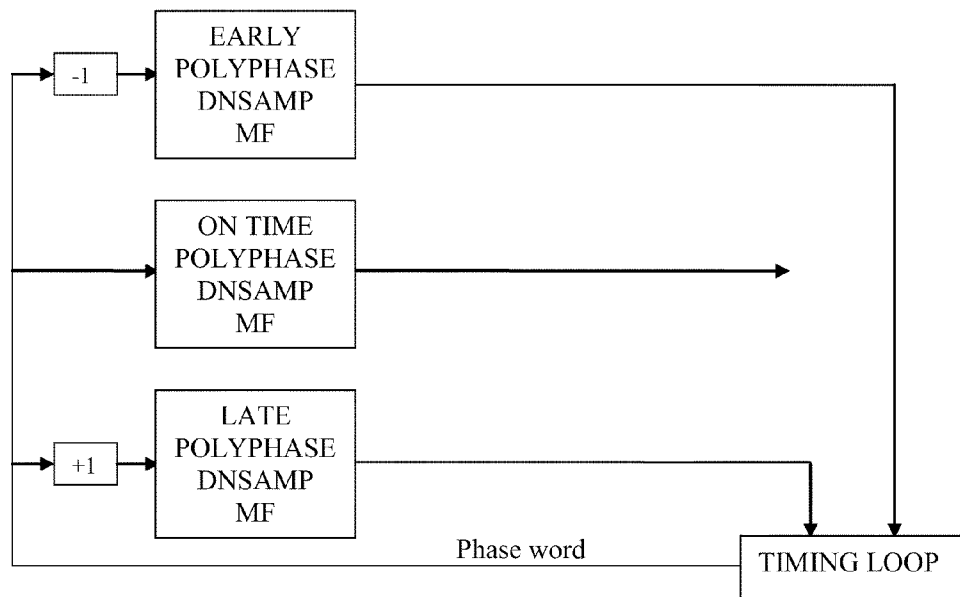 -1
EARLY
POLYPHASE
DNSAMP
MF
ON TIME
POLYPHASE
DNSAMP
MF
+1
LATE
POLYPHASE
DNSAMP
MF
Phase word
TIMING LOOP